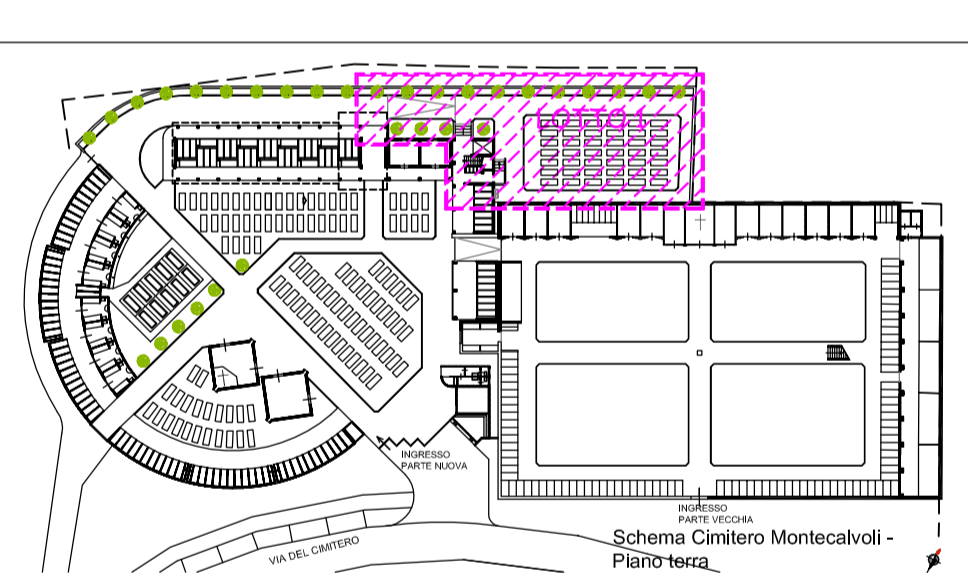 LOTTO 1
INGRESSO
PARTE NUOVA
INGRESSO
PARTE VECCHIA
VIA DEL CIMITERO
Schema Cimitero Montecalvoli -
Piano terra